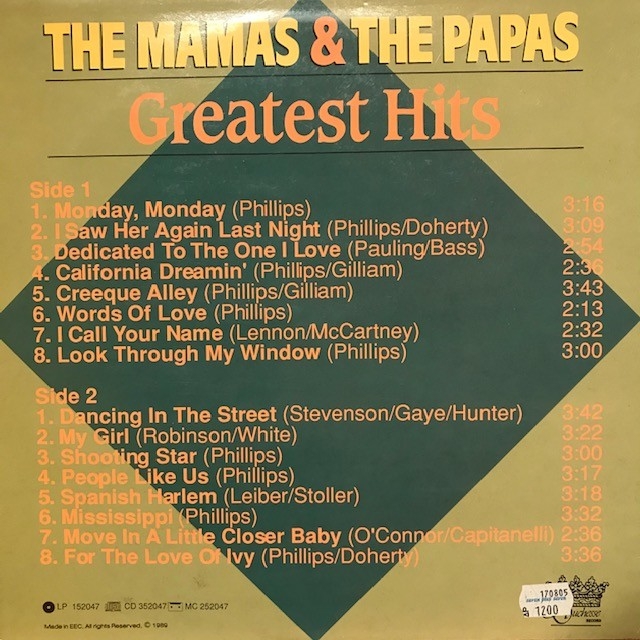 THE MAMAS & THE PAPAS
Greatest Hits
Side 1
1. Monday, Monday (Phillips) 3:16
2. I Saw Her Again Last Night (Phillips/Doherty) 3:09
3. Dedicated To The One I Love (Pauling/Bass) 2:54
4. California Dreamin' (Phillips/Gilliam) 2:36
5. Creeque Alley (Phillips/Gilliam) 3:43
6. Words Of Love (Phillips) 2:13
7. I Call Your Name (Lennon/McCartney) 2:32
8. Look Through My Window (Phillips) 3:00
Side 2
1. Dancing In The Street (Stevenson/Gaye/Hunter) 3:42
2. My Girl (Robinson/White) 3:22
3. Shooting Star (Phillips) 3:00
4. People Like Us (Phillips) 3:17
5. Spanish Harlem (Leiber/Stoller) 3:18
6. Mississippi (Phillips) 3:32
7. Move In A Little Closer Baby (O'Connor/Capitanelli) 2:36
8. For The Love Of Ivy (Phillips/Doherty) 3:36
LP 152047 CD 352047 MC 252047
Made in EEC. All rights Reserved. © 1989
170805
1200